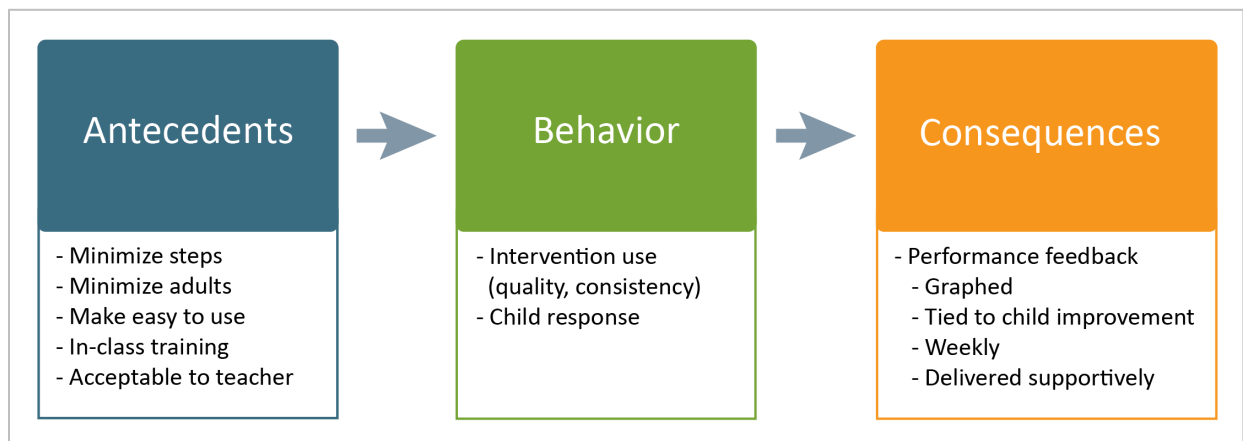 Antecedents
- Minimize steps
- Minimize adults
- Make easy to use
- In-class training
- Acceptable to teacher
Behavior
- Intervention use
(quality, consistency)
- Child response
Consequences
- Performance feedback
- Graphed
- Tied to child improvement
- Weekly
- Delivered supportively